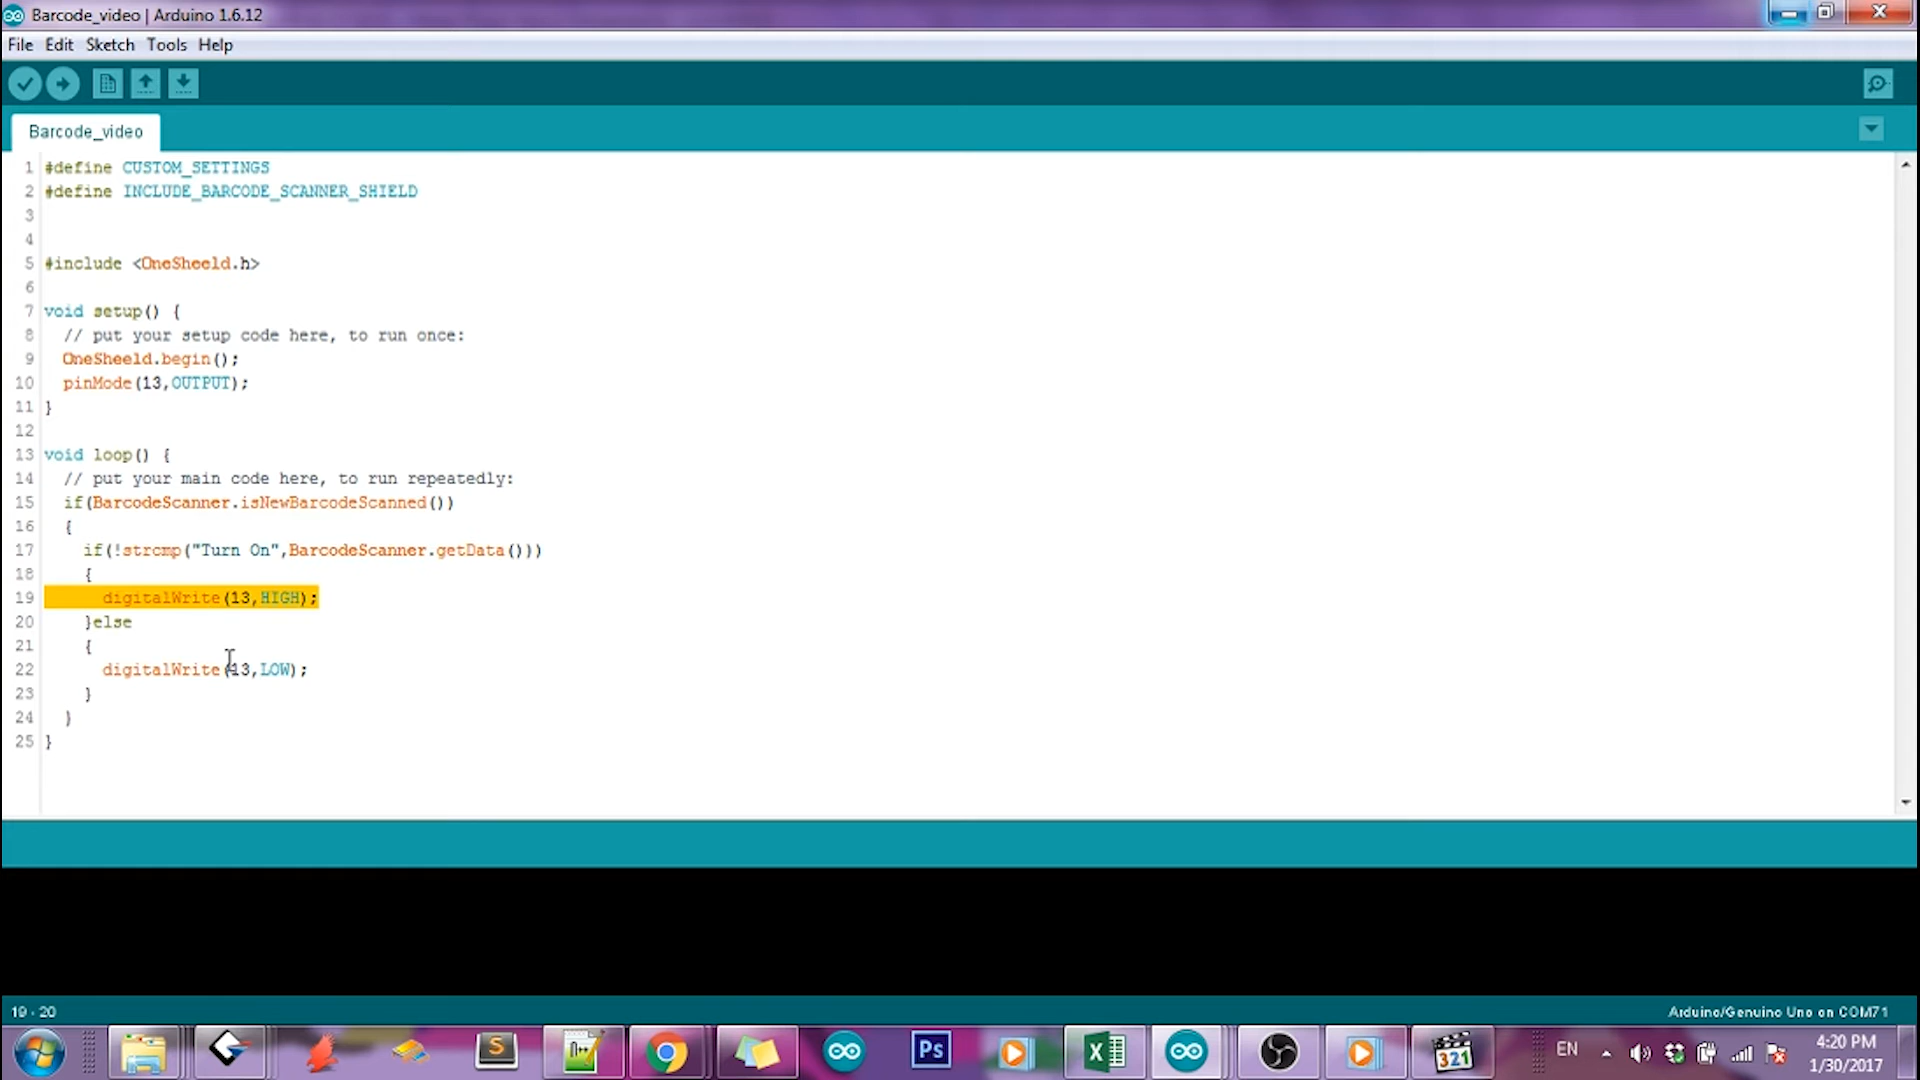 Barcode_video | Arduino 1.6.12
File Edit Sketch Tools Help
Barcode_video
1 #define CUSTOM_SETTINGS
2 #define INCLUDE_BARCODE_SCANNER_SHIELD
3
4
5 #include <OneSheeld.h>
6
7 void setup() {
8 // put your setup code here, to run once:
9 OneSheeld.begin();
10 pinMode(13,OUTPUT);
11 }
12
13 void loop() {
14 // put your main code here, to run repeatedly:
15 if(BarcodeScanner.isNewBarcodeScanned())
16 {
17 if(!strcmp("Turn On",BarcodeScanner.getData()))
18 {
19 digitalWrite(13,HIGH);
20 }else
21 {
22 digitalWrite(13,LOW);
23 }
24 }
25 }
19 - 20
Arduino/Genuino Uno on COM71
S
n++
Ps
X
321
EN
4:20 PM
1/30/2017